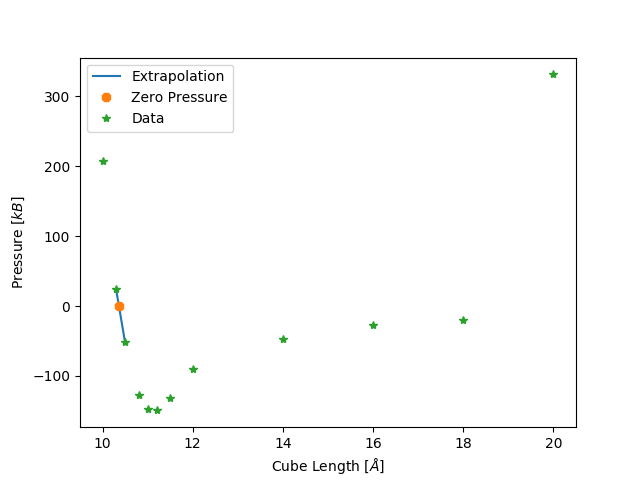 Extrapolation
Zero Pressure
Data
300
200
100
0
−100
Pressure [kB]
10
12
14
16
18
20
Cube Length [Å]